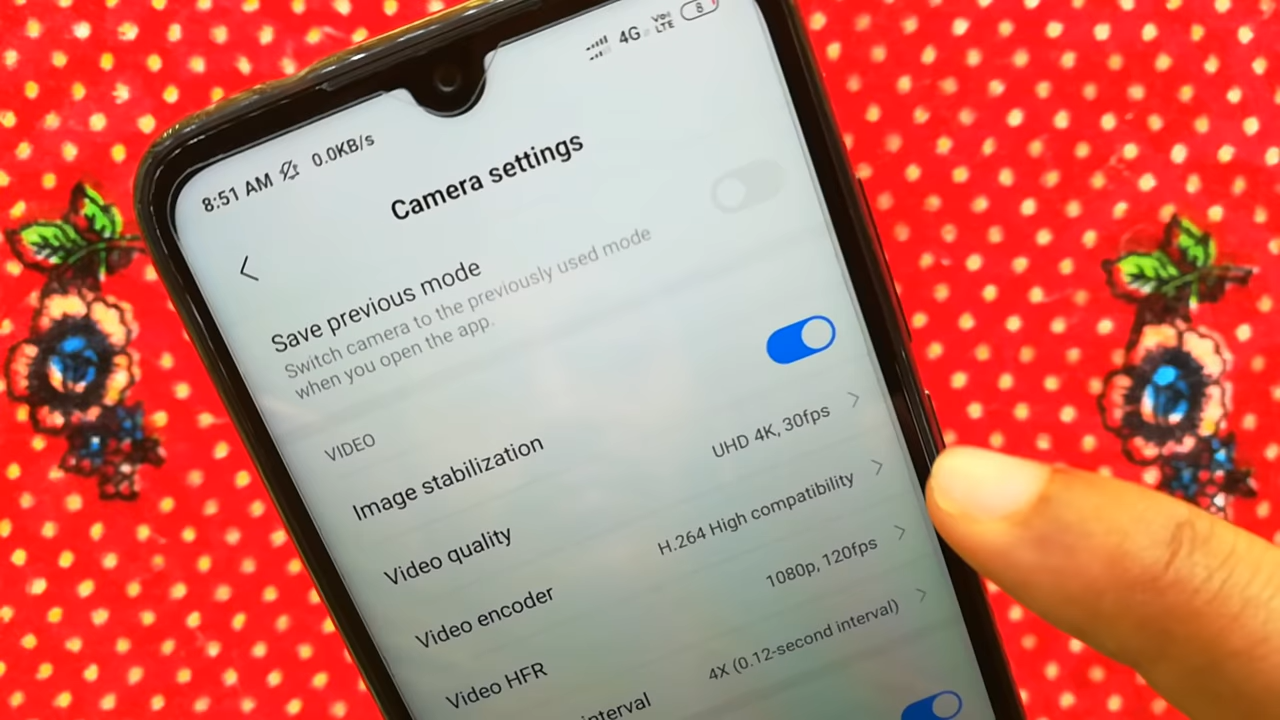 8:51 AM 0.0KB/s 4G VoLTE 8
Camera settings
Save previous mode
Switch camera to the previously used mode
when you open the app.
VIDEO
Image stabilization
Video quality UHD 4K, 30fps
Video encoder H.264 High compatibility
Video HFR 1080p, 120fps
interval 4X (0.12-second interval)